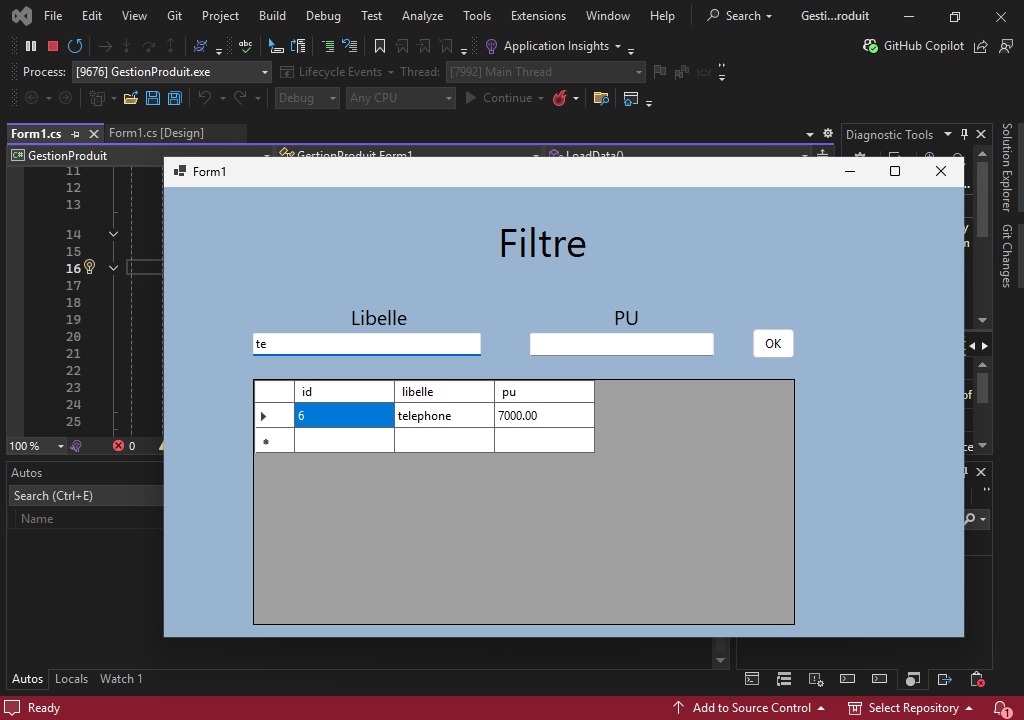 File Edit View Git Project Build Debug Test Analyze Tools Extensions Window Help Search Gesti...roduit
abc Application Insights GitHub Copilot
Process: [9676] GestionProduit.exe Lifecycle Events Thread: [7992] Main Thread
Debug Any CPU Continue
Form1.cs Form1.cs [Design] Diagnostic Tools
C# GestionProduit GestionProduit.Form1 LoadData()
Solution Explorer
Git Changes
Form1
Filtre
Libelle PU
te OK
id libelle pu
6 telephone 7000.00
*
11
12
13
14
15
16
17
18
19
20
21
22
23
24
25
100 % 0
Autos
Search (Ctrl+E)
Name
Autos Locals Watch 1
Ready Add to Source Control Select Repository 1